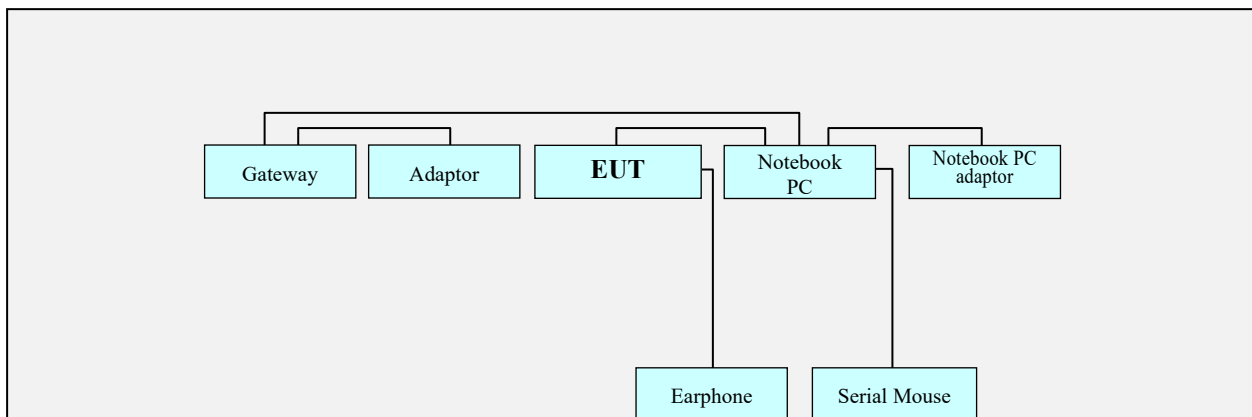 Gateway
Adaptor
EUT
Notebook
PC
Notebook PC
adaptor
Earphone
Serial Mouse